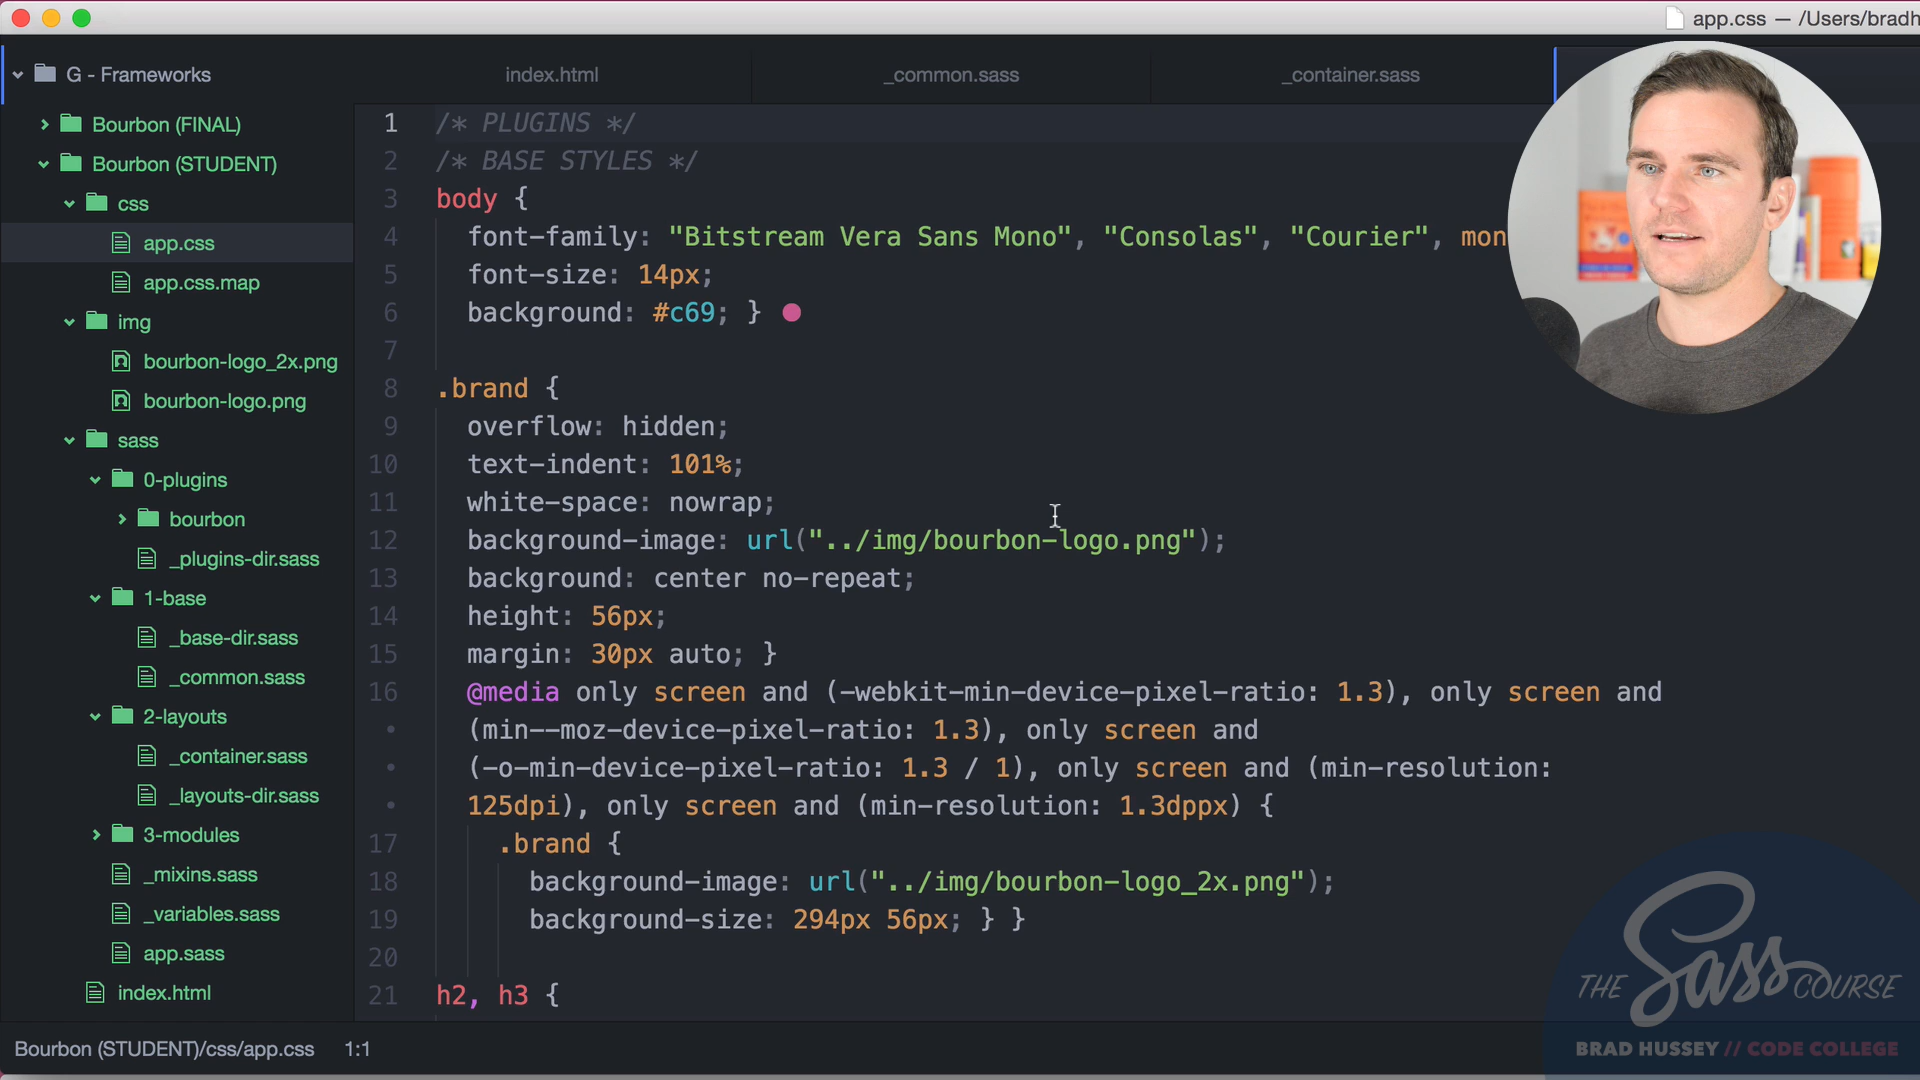 app.css — /Users/bradh
G - Frameworks
Bourbon (FINAL)
Bourbon (STUDENT)
css
app.css
app.css.map
img
bourbon-logo_2x.png
bourbon-logo.png
sass
0-plugins
bourbon
_plugins-dir.sass
1-base
_base-dir.sass
_common.sass
2-layouts
_container.sass
_layouts-dir.sass
3-modules
_mixins.sass
_variables.sass
app.sass
index.html
index.html
_common.sass
_container.sass
1 /* PLUGINS */
2 /* BASE STYLES */
3 body {
4 font-family: "Bitstream Vera Sans Mono", "Consolas", "Courier", mon
5 font-size: 14px;
6 background: #c69; }
7
8 .brand {
9 overflow: hidden;
10 text-indent: 101%;
11 white-space: nowrap;
12 background-image: url("../img/bourbon-logo.png");
13 background: center no-repeat;
14 height: 56px;
15 margin: 30px auto; }
16 @media only screen and (-webkit-min-device-pixel-ratio: 1.3), only screen and
(min--moz-device-pixel-ratio: 1.3), only screen and
(-o-min-device-pixel-ratio: 1.3 / 1), only screen and (min-resolution:
125dpi), only screen and (min-resolution: 1.3dppx) {
17 .brand {
18 background-image: url("../img/bourbon-logo_2x.png");
19 background-size: 294px 56px; } }
20
21 h2, h3 {
THE Sass COURSE
BRAD HUSSEY // CODE COLLEGE
Bourbon (STUDENT)/css/app.css 1:1